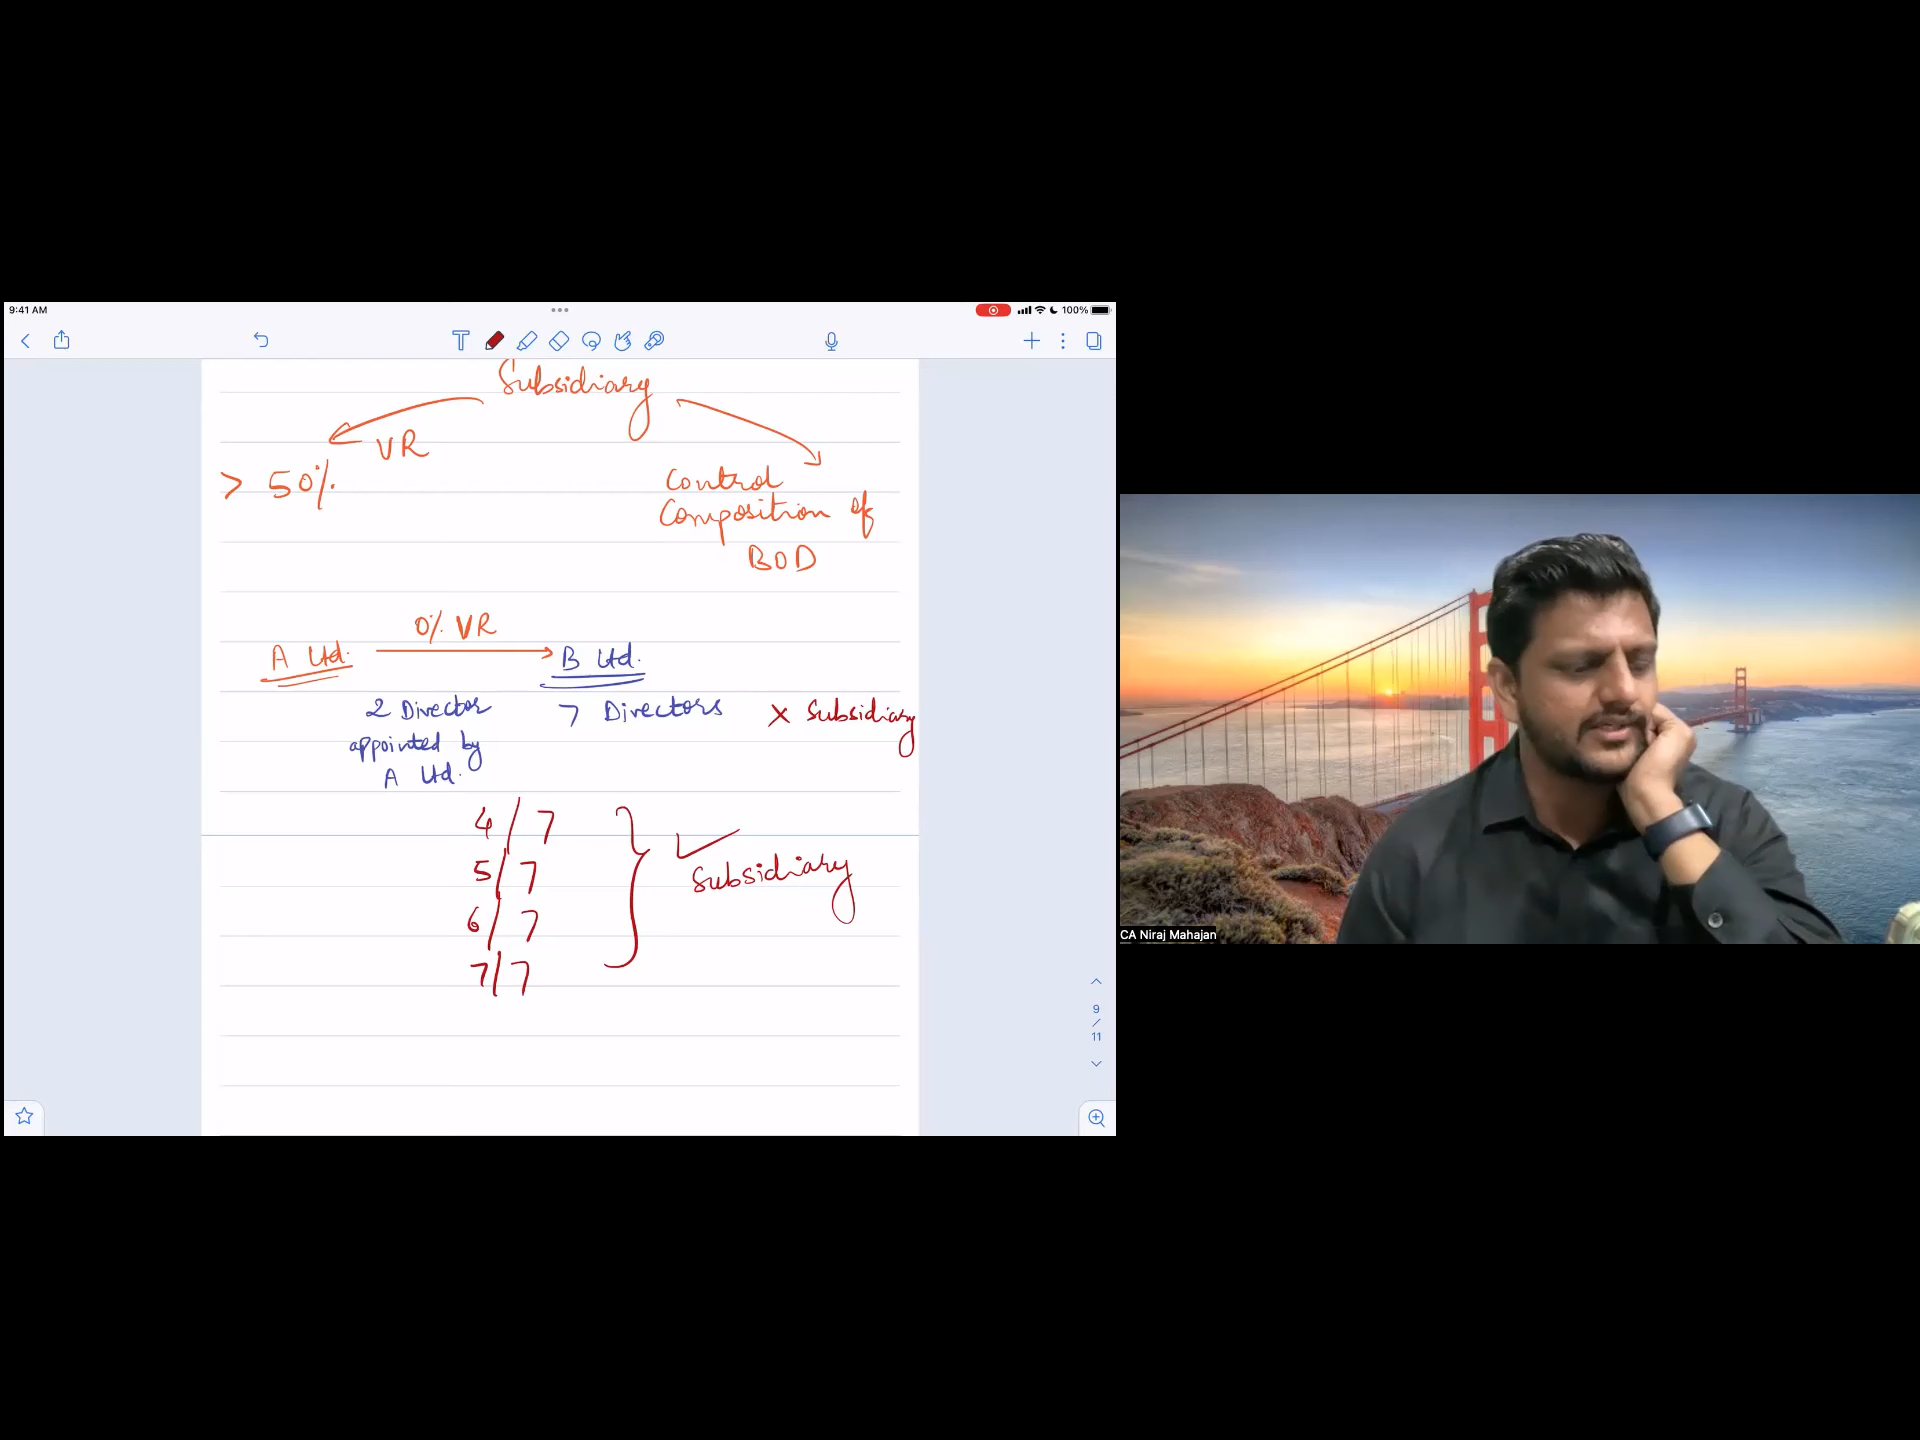 9:41 AM
100%
Subsidiary
VR
> 50%
Control
Composition of
BOD
0% VR
A Ltd.
B Ltd.
2 Director
appointed by
A Ltd.
7 Directors
X Subsidiary
4/7
5/7
6/7
7/7
Subsidiary
CA Niraj Mahajan
9
/
11